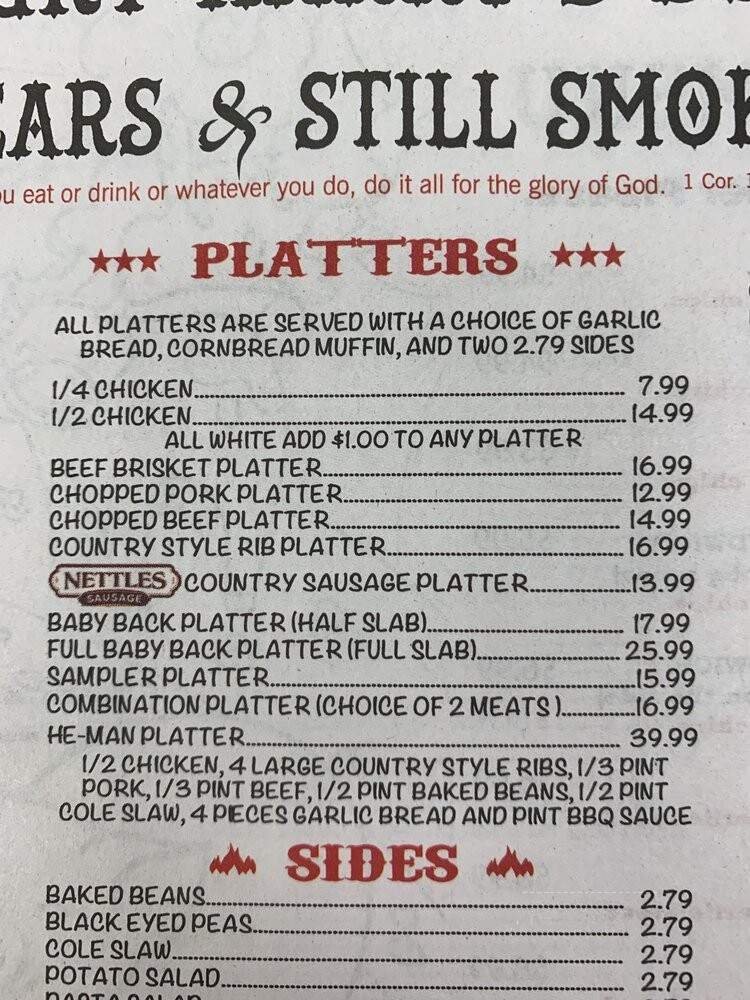 & STILL
eat or drink or whatever you do, do it all for the glory of God. 1 Cor.
PLATTERS
ALL PLATTERS ARE SERVED WITH A CHOICE OF GARLIC
BREAD, CORNBREAD MUFFIN, AND TWO 2.79 SIDES
1/4 CHICKEN 7.99
1/2 CHICKEN 14.99
ALL WHITE ADD $1.00 TO ANY PLATTER
BEEF BRISKET PLATTER 16.99
CHOPPED PORK PLATTER 12.99
CHOPPED BEEF PLATTER 14.99
COUNTRY STYLE RIB PLATTER 16.99
NETTLES SAUSAGE COUNTRY SAUSAGE PLATTER 13.99
BABY BACK PLATTER (HALF SLAB) 17.99
FULL BABY BACK PLATTER (FULL SLAB) 25.99
SAMPLER PLATTER 15.99
COMBINATION PLATTER (CHOICE OF 2 MEATS ) 16.99
HE-MAN PLATTER 39.99
1/2 CHICKEN, 4 LARGE COUNTRY STYLE RIBS, 1/3 PINT
PORK, 1/3 PINT BEEF, 1/2 PINT BAKED BEANS, 1/2 PINT
COLE SLAW, 4 PIECES GARLIC BREAD AND PINT BBQ SAUCE
SIDES
BAKED BEANS 2.79
BLACK EYED PEAS 2.79
COLE SLAW 2.79
POTATO SALAD 2.79